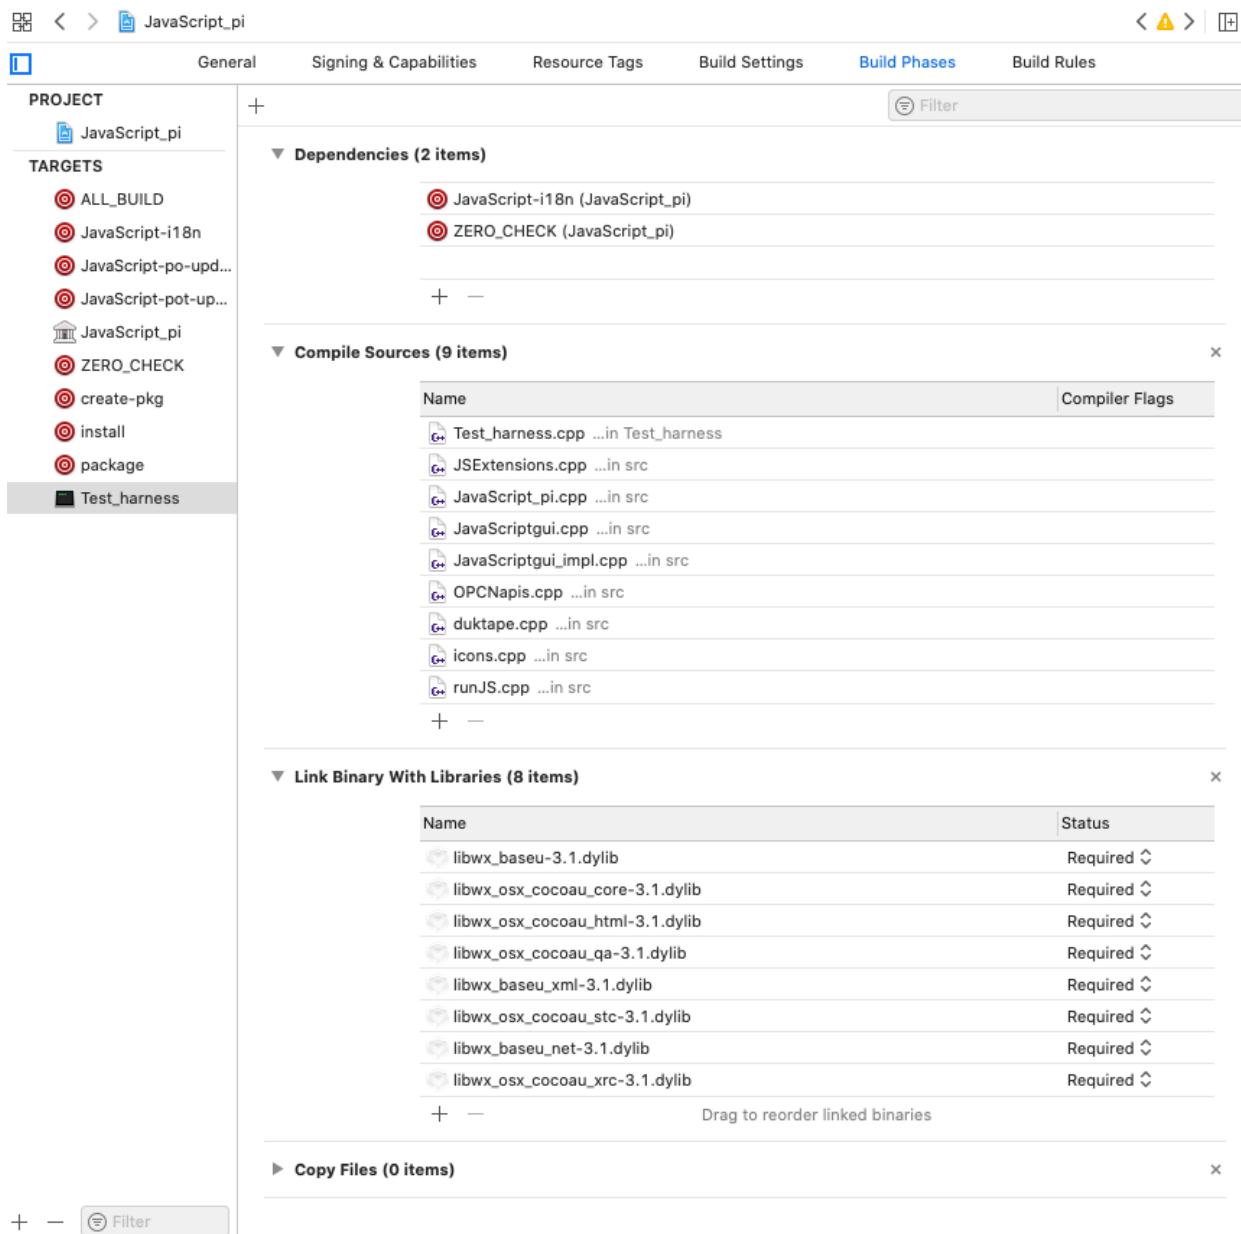 JavaScript_pi
General Signing & Capabilities Resource Tags Build Settings Build Phases Build Rules
PROJECT
JavaScript_pi
TARGETS
ALL_BUILD
JavaScript-i18n
JavaScript-po-upd...
JavaScript-pot-up...
JavaScript_pi
ZERO_CHECK
create-pkg
install
package
Test_harness
Filter
Filter
Dependencies (2 items)
JavaScript-i18n (JavaScript_pi)
ZERO_CHECK (JavaScript_pi)
Compile Sources (9 items)
Name Compiler Flags
Test_harness.cpp ...in Test_harness
JSExtensions.cpp ...in src
JavaScript_pi.cpp ...in src
JavaScriptgui.cpp ...in src
JavaScriptgui_impl.cpp ...in src
OPCNapis.cpp ...in src
duktape.cpp ...in src
icons.cpp ...in src
runJS.cpp ...in src
Link Binary With Libraries (8 items)
Name Status
libwx_baseu-3.1.dylib Required
libwx_osx_cocoau_core-3.1.dylib Required
libwx_osx_cocoau_html-3.1.dylib Required
libwx_osx_cocoau_qa-3.1.dylib Required
libwx_baseu_xml-3.1.dylib Required
libwx_osx_cocoau_stc-3.1.dylib Required
libwx_baseu_net-3.1.dylib Required
libwx_osx_cocoau_xrc-3.1.dylib Required
Drag to reorder linked binaries
Copy Files (0 items)